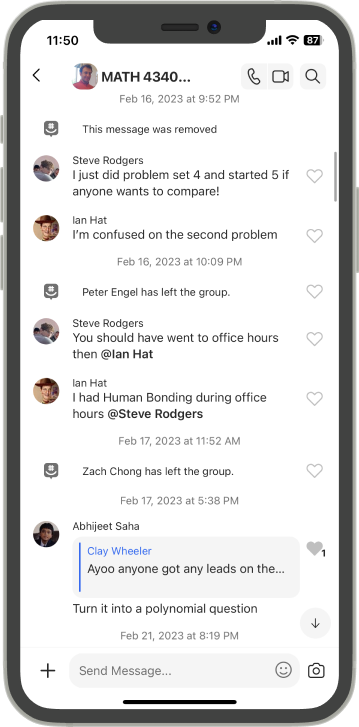 11:50
87
MATH 4340...
Feb 16, 2023 at 9:52 PM
This message was removed
Steve Rodgers
I just did problem set 4 and started 5 if
anyone wants to compare!
Ian Hat
I'm confused on the second problem
Feb 16, 2023 at 10:09 PM
Peter Engel has left the group.
Steve Rodgers
You should have went to office hours
then @Ian Hat
Ian Hat
I had Human Bonding during office
hours @Steve Rodgers
Feb 17, 2023 at 11:52 AM
Zach Chong has left the group.
Feb 17, 2023 at 5:38 PM
Abhijeet Saha
Clay Wheeler
Ayoo anyone got any leads on the...
1
Turn it into a polynomial question
Feb 21, 2023 at 8:19 PM
Send Message...